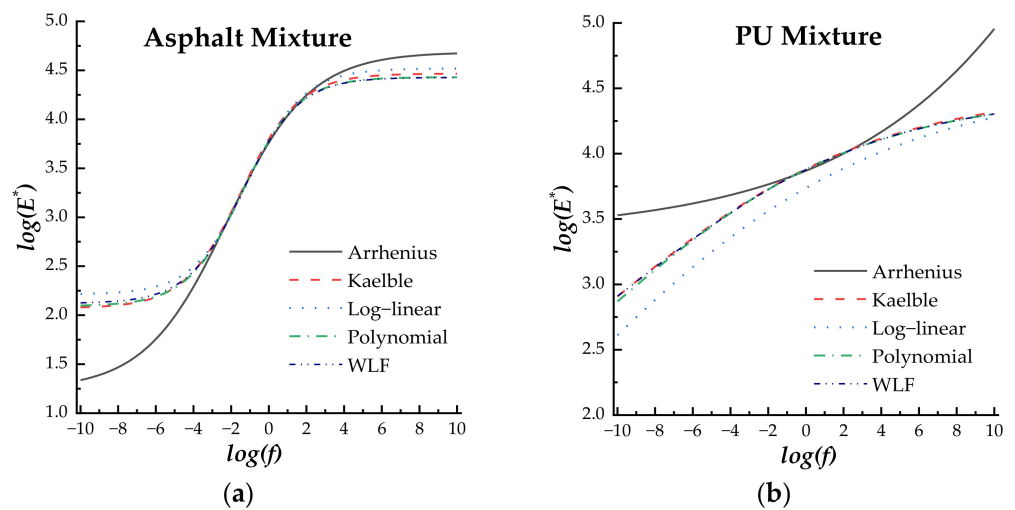 Asphalt Mixture
5.0
4.5
4.0
3.5
3.0
2.5
2.0
1.5
1.0
log(E*)
Arrhenius
Kaelble
Log−linear
Polynomial
WLF
−10 −8 −6 −4 −2 0 2 4 6 8 10
log(f)
(a)
PU Mixture
5.0
4.5
4.0
3.5
3.0
2.5
2.0
log(E*)
Arrhenius
Kaelble
Log−linear
Polynomial
WLF
−10 −8 −6 −4 −2 0 2 4 6 8 10
log(f)
(b)